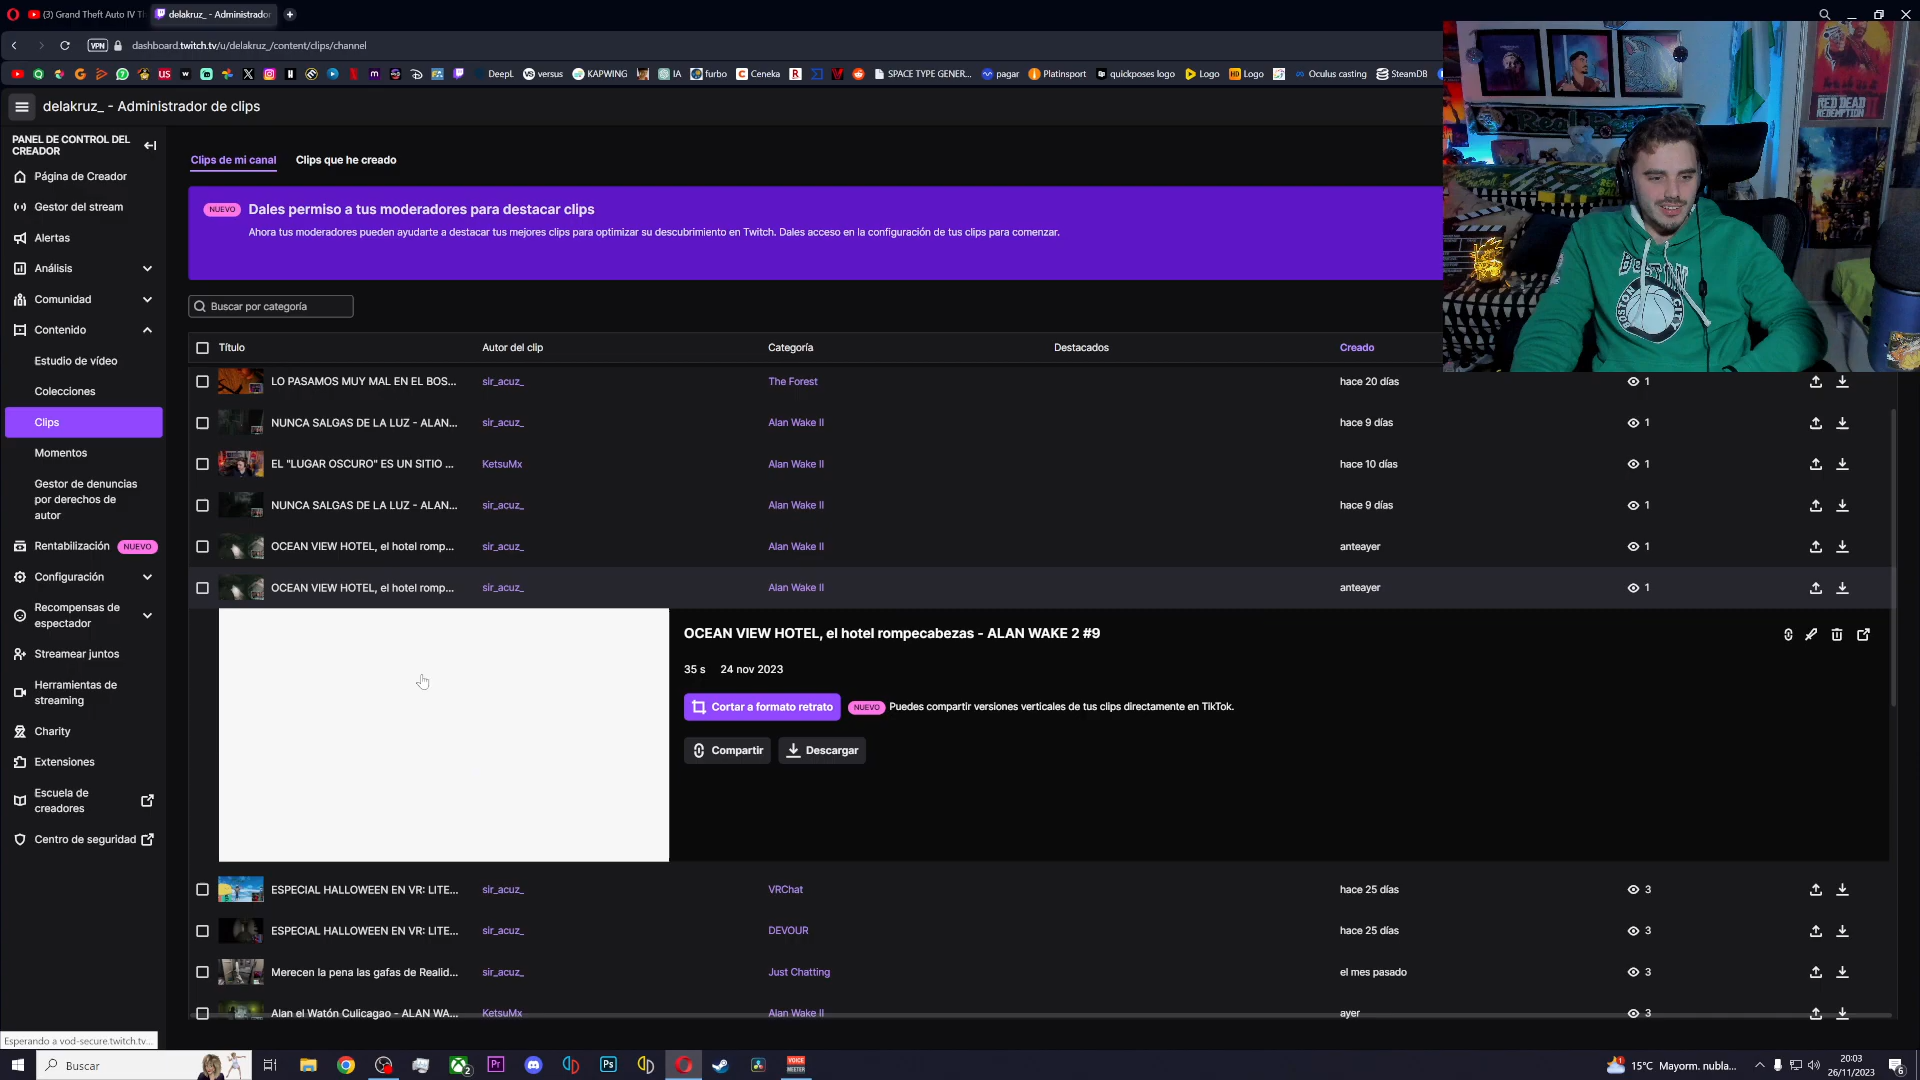 (3) Grand Theft Auto IV T
delakruz_ - Administrador
VPN
dashboard.twitch.tv/u/delakruz_/content/clips/channel
DeepL
versus
KAPWING
IA
furbo
Ceneka
SPACE TYPE GENER...
pagar
Platinsport
quickposes logo
Logo
Logo
Oculus casting
SteamDB
delakruz_ - Administrador de clips
PANEL DE CONTROL DEL
CREADOR
Página de Creador
Gestor del stream
Alertas
Análisis
Comunidad
Contenido
Estudio de vídeo
Colecciones
Clips
Momentos
Gestor de denuncias
por derechos de
autor
Rentabilización NUEVO
Configuración
Recompensas de
espectador
Streamear juntos
Herramientas de
streaming
Charity
Extensiones
Escuela de
creadores
Centro de seguridad
Clips de mi canal Clips que he creado
NUEVO Dales permiso a tus moderadores para destacar clips
Ahora tus moderadores pueden ayudarte a destacar tus mejores clips para optimizar su descubrimiento en Twitch. Dales acceso en la configuración de tus clips para comenzar.
Buscar por categoría
Título Autor del clip Categoría Destacados Creado
LO PASAMOS MUY MAL EN EL BOS... sir_acuz_ The Forest hace 20 días 1
NUNCA SALGAS DE LA LUZ - ALAN... sir_acuz_ Alan Wake II hace 9 días 1
EL "LUGAR OSCURO" ES UN SITIO ... KetsuMx Alan Wake II hace 10 días 1
NUNCA SALGAS DE LA LUZ - ALAN... sir_acuz_ Alan Wake II hace 9 días 1
OCEAN VIEW HOTEL, el hotel romp... sir_acuz_ Alan Wake II anteayer 1
OCEAN VIEW HOTEL, el hotel romp... sir_acuz_ Alan Wake II anteayer 1
OCEAN VIEW HOTEL, el hotel rompecabezas - ALAN WAKE 2 #9
35 s 24 nov 2023
Cortar a formato retrato NUEVO Puedes compartir versiones verticales de tus clips directamente en TikTok.
Compartir Descargar
ESPECIAL HALLOWEEN EN VR: LITE... sir_acuz_ VRChat hace 25 días 3
ESPECIAL HALLOWEEN EN VR: LITE... sir_acuz_ DEVOUR hace 25 días 3
Merecen la pena las gafas de Realid... sir_acuz_ Just Chatting el mes pasado 3
Alan el Watón Culicagao - ALAN WA... KetsuMx Alan Wake II ayer 3
RED DEAD
REDEMPTION
BOSTON
BOSTON CITY
Esperando a vod-secure.twitch.tv...
Buscar
15°C Mayorm. nubla...
20:03
26/11/2023